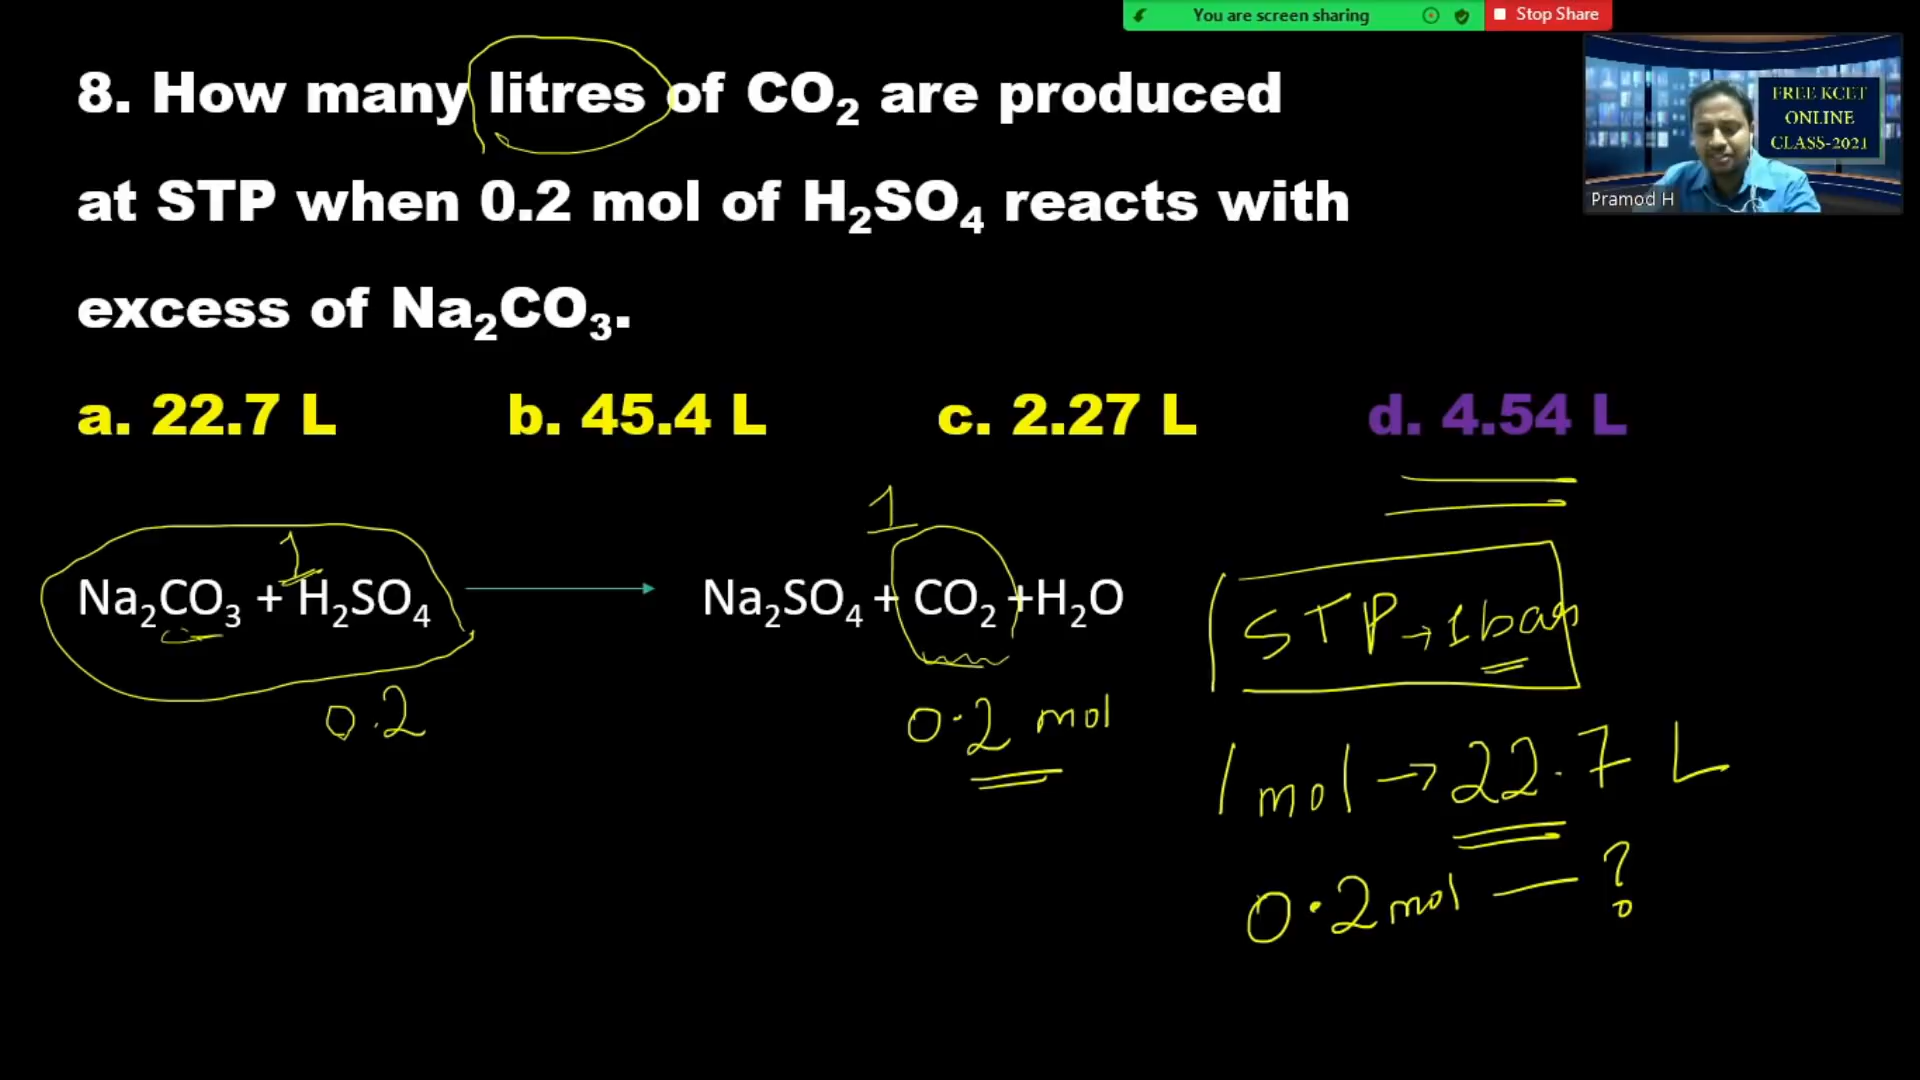 You are screen sharing
Stop Share
8. How many litres of CO₂ are produced
at STP when 0.2 mol of H₂SO₄ reacts with
excess of Na₂CO₃.
a. 22.7 L b. 45.4 L c. 2.27 L d. 4.54 L
FREE KCET
ONLINE
CLASS-2021
Pramod H
1 1
Na₂CO₃ + H₂SO₄ → Na₂SO₄ + CO₂ +H₂O
0.2 0.2 mol
STP → 1 bar
1 mol → 22.7 L
0.2 mol — ?